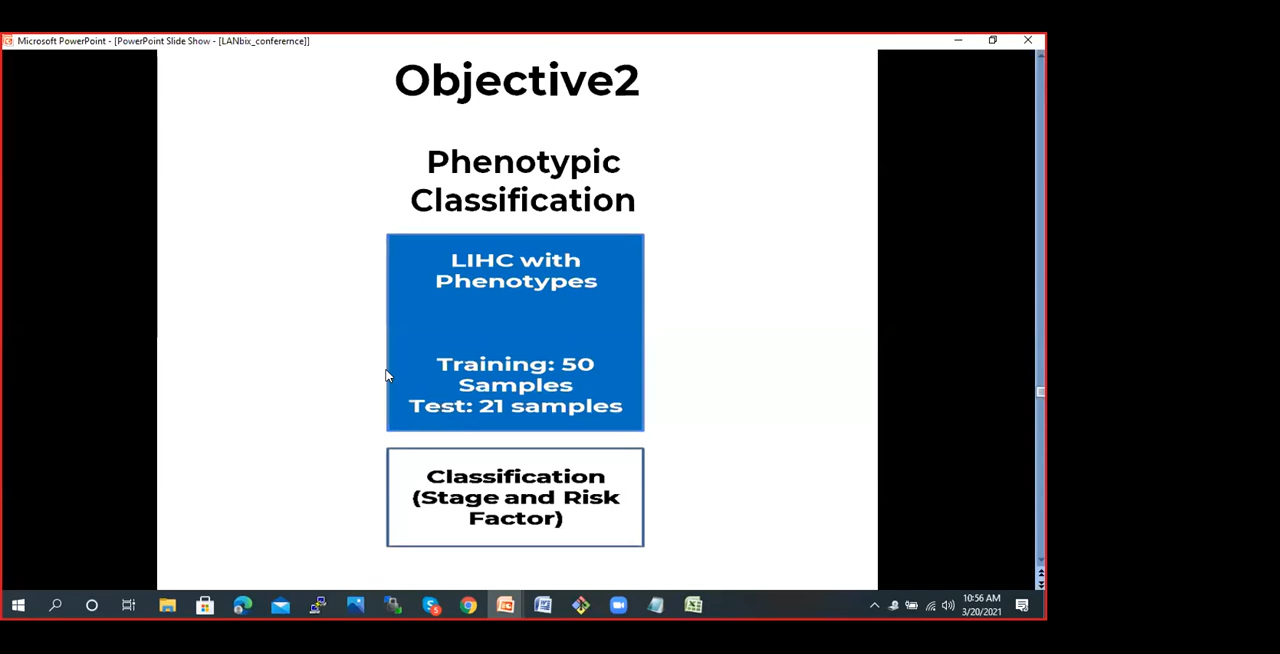 Microsoft PowerPoint - [PowerPoint Slide Show - [LANbix_conferernce]]
Objective2
Phenotypic
Classification
LIHC with
Phenotypes
Training: 50
Samples
Test: 21 samples
Classification
(Stage and Risk
Factor)
10:56 AM
3/20/2021